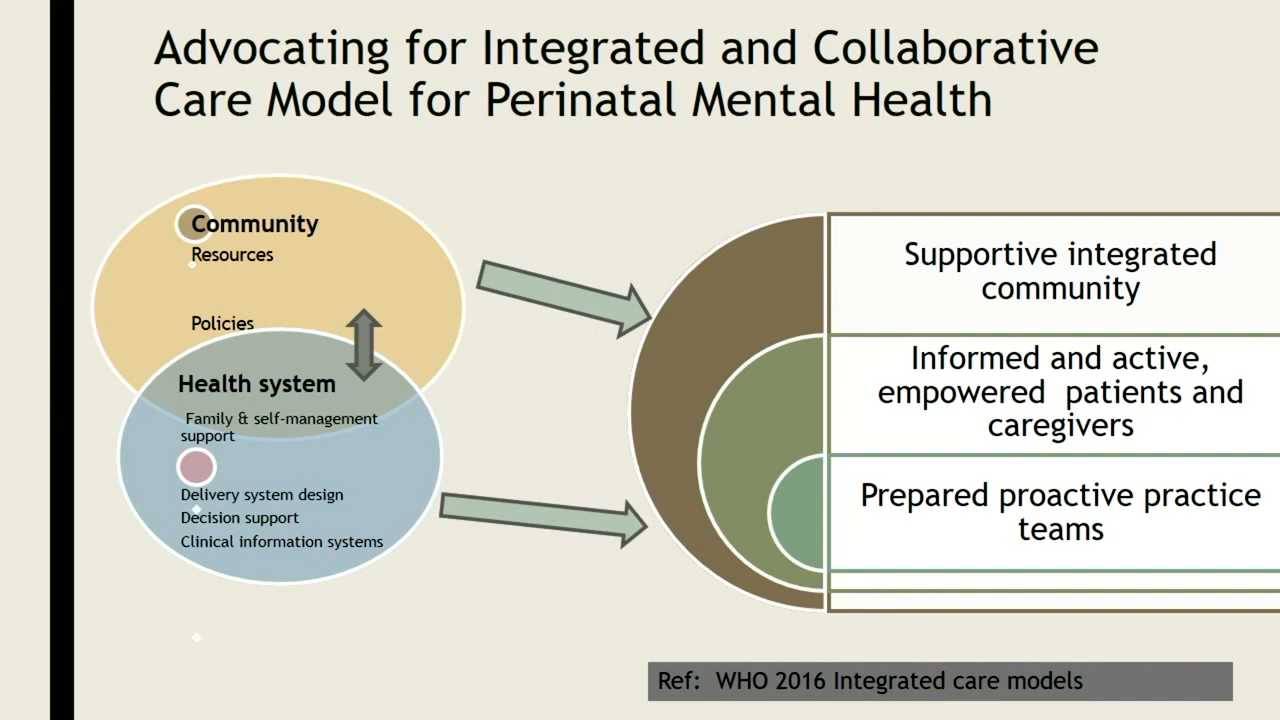 Advocating for Integrated and Collaborative
Care Model for Perinatal Mental Health
Community
Resources
Policies
Health system
Family & self-management
support
Delivery system design
Decision support
Clinical information systems
Supportive integrated
community
Informed and active,
empowered patients and
caregivers
Prepared proactive practice
teams
Ref: WHO 2016 Integrated care models